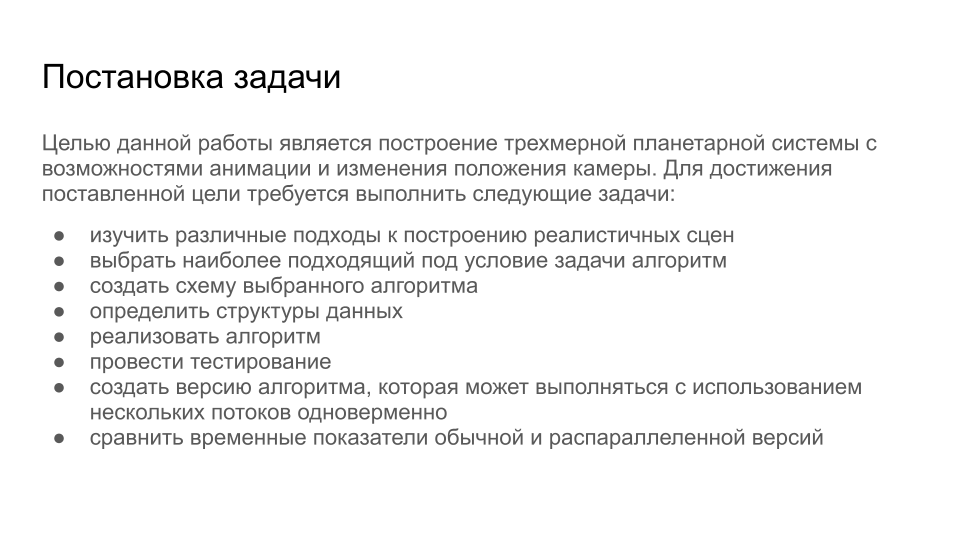 Постановка задачи
Целью данной работы является построение трехмерной планетарной системы с
возможностями анимации и изменения положения камеры. Для достижения
поставленной цели требуется выполнить следующие задачи:
● изучить различные подходы к построению реалистичных сцен
● выбрать наиболее подходящий под условие задачи алгоритм
● создать схему выбранного алгоритма
● определить структуры данных
● реализовать алгоритм
● провести тестирование
● создать версию алгоритма, которая может выполняться с использованием
нескольких потоков одноверменно
● сравнить временные показатели обычной и распараллеленной версий